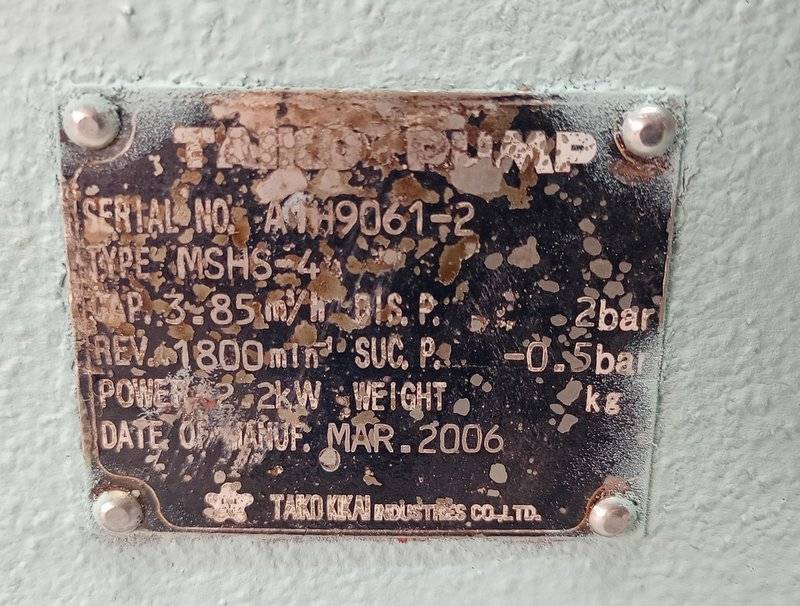 TAIKO PUMP
SERIAL NO. A1H9061-2
TYPE MSHS-4
CAP. 3.85 m³/h DIS. P. 2bar
REV. 1800min⁻¹ SUC. P. -0.5bar
POWER 2.2kW WEIGHT kg
DATE OF MANUF. MAR. 2006
TAIKO KIKAI INDUSTRIES CO., LTD.